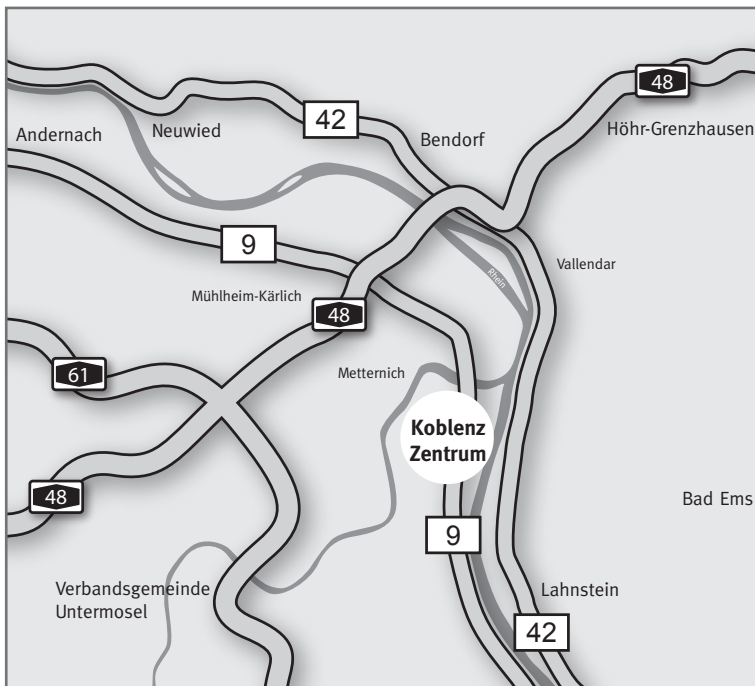 48
42
Andernach
Neuwied
Bendorf
Höhr-Grenzhausen
9
Rhein
Vallendar
Mühlheim-Kärlich
48
61
Metternich
Koblenz
Zentrum
48
Bad Ems
9
Verbandsgemeinde
Untermosel
Lahnstein
42